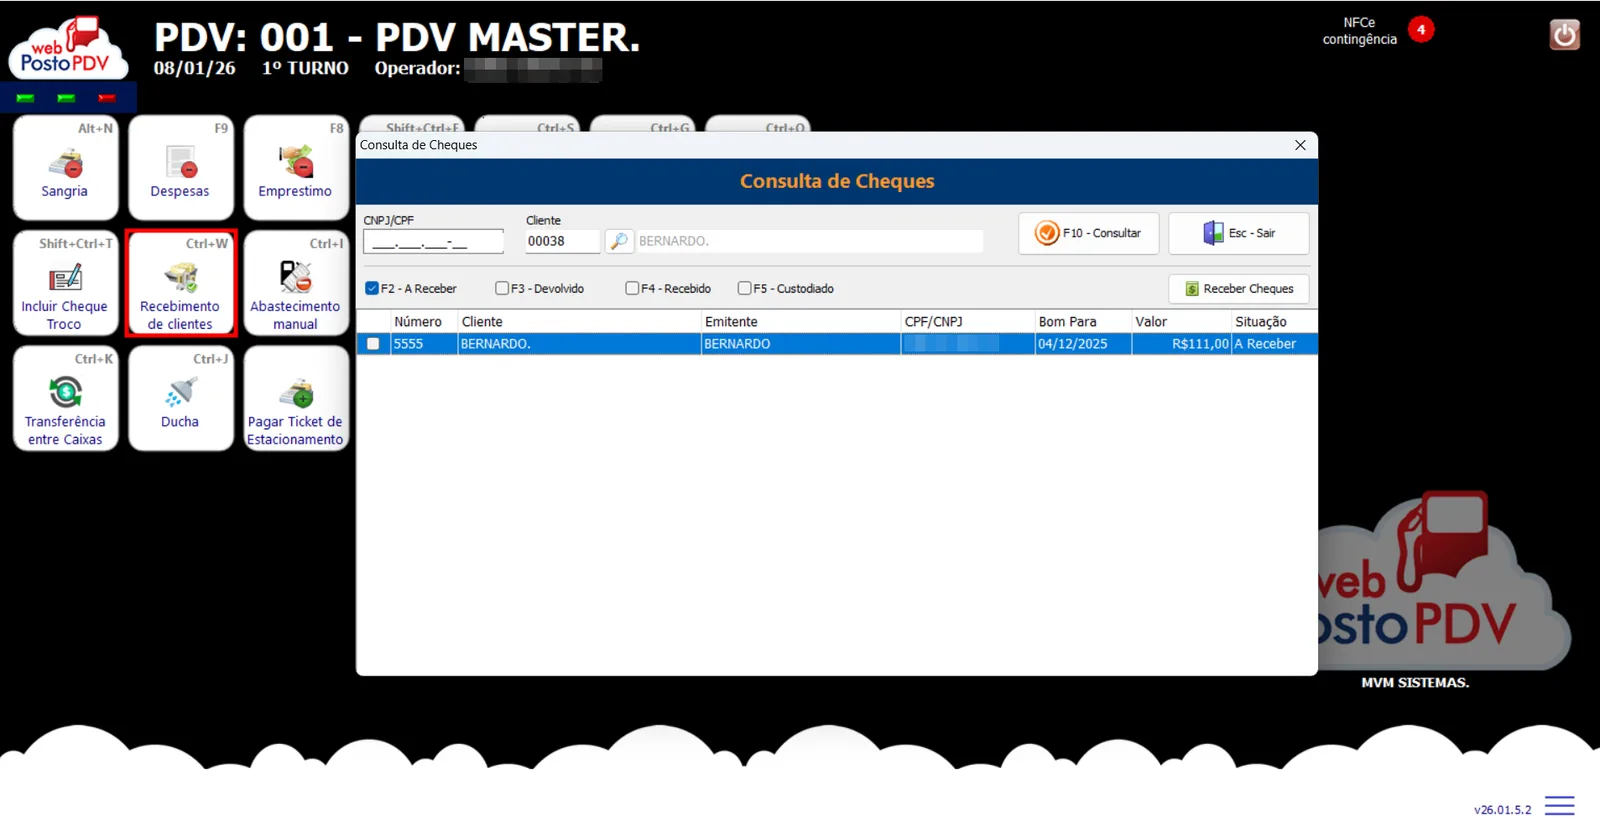 web
PostoPDV
PDV: 001 - PDV MASTER.
08/01/26 1º TURNO Operador:
NFCe
contingência
4
Alt+N
Sangria
F9
Despesas
F8
Emprestimo
Shift+Ctrl+F
Ctrl+S
Ctrl+G
Ctrl+O
Shift+Ctrl+T
Incluir Cheque
Troco
Ctrl+W
Recebimento
de clientes
Ctrl+I
Abastecimento
manual
Ctrl+K
Transferência
entre Caixas
Ctrl+J
Ducha
Pagar Ticket de
Estacionamento
Consulta de Cheques
Consulta de Cheques
CNPJ/CPF
___.___.___-__
Cliente
00038
BERNARDO.
F10 - Consultar
Esc - Sair
F2 - A Receber
F3 - Devolvido
F4 - Recebido
F5 - Custodiado
Receber Cheques
Número Cliente Emitente CPF/CNPJ Bom Para Valor Situação
5555 BERNARDO. BERNARDO 04/12/2025 R$111,00 A Receber
web
ostoPDV
MVM SISTEMAS.
v26.01.5.2